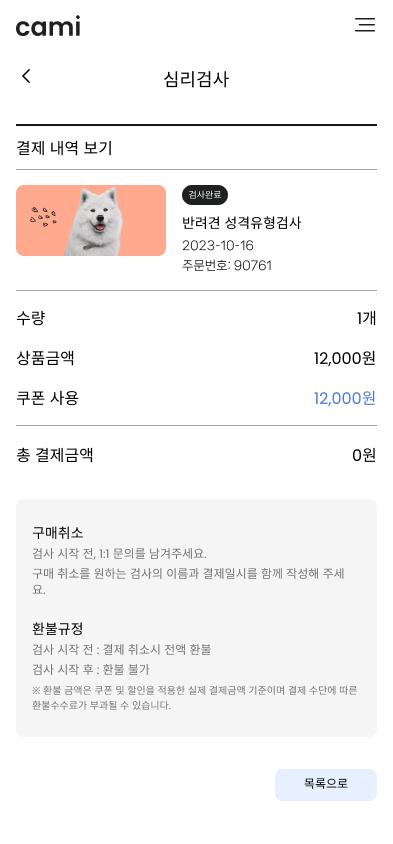 cami
심리검사
결제 내역 보기
검사완료
반려견 성격유형검사
2023-10-16
주문번호: 90761
수량 1개
상품금액 12,000원
쿠폰 사용 12,000원
총 결제금액 0원
구매취소
검사 시작 전, 1:1 문의를 남겨주세요.
구매 취소를 원하는 검사의 이름과 결제일시를 함께 작성해 주세
요.
환불규정
검사 시작 전 : 결제 취소시 전액 환불
검사 시작 후 : 환불 불가
※ 환불 금액은 쿠폰 및 할인을 적용한 실제 결제금액 기준이며 결제 수단에 따른
환불수수료가 부과될 수 있습니다.
목록으로